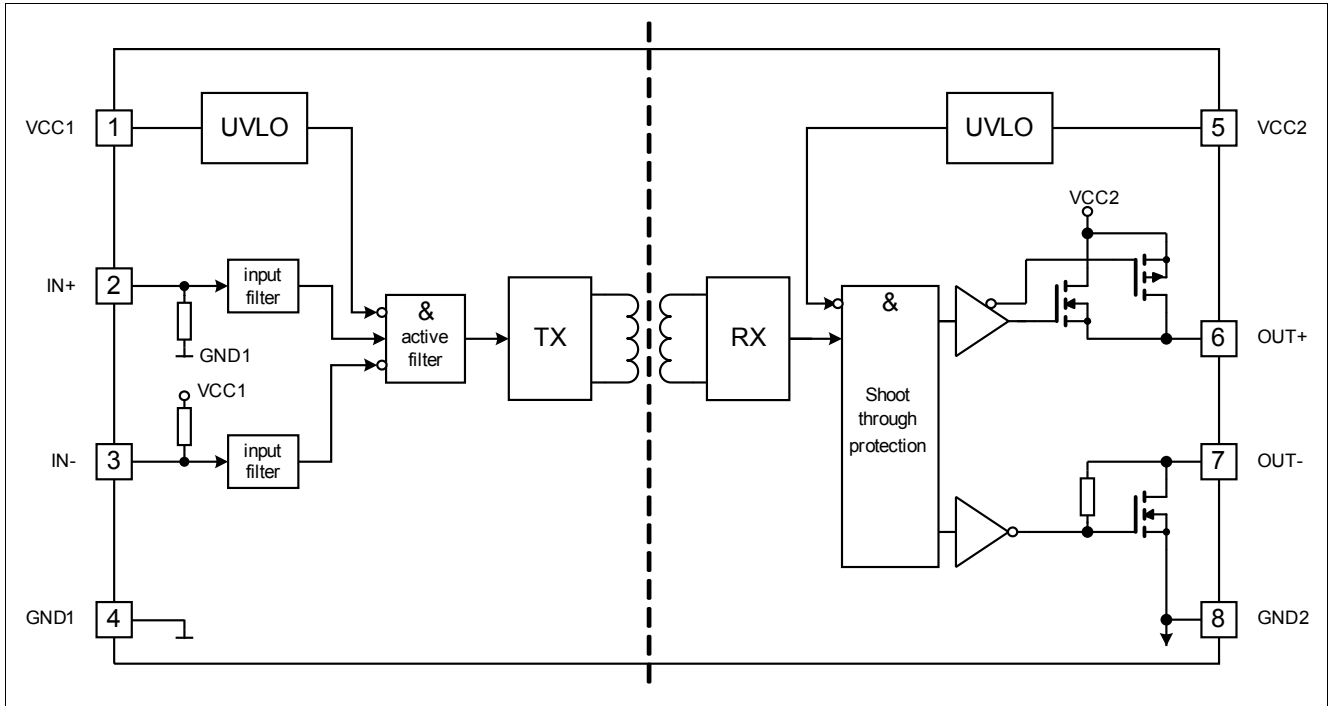 VCC1
1
UVLO
UVLO
5
VCC2
VCC2
IN+
2
input
filter
GND1
&
active
filter
TX
RX
&
Shoot
through
protection
6
OUT+
VCC1
IN-
3
input
filter
7
OUT-
GND1
4
8
GND2